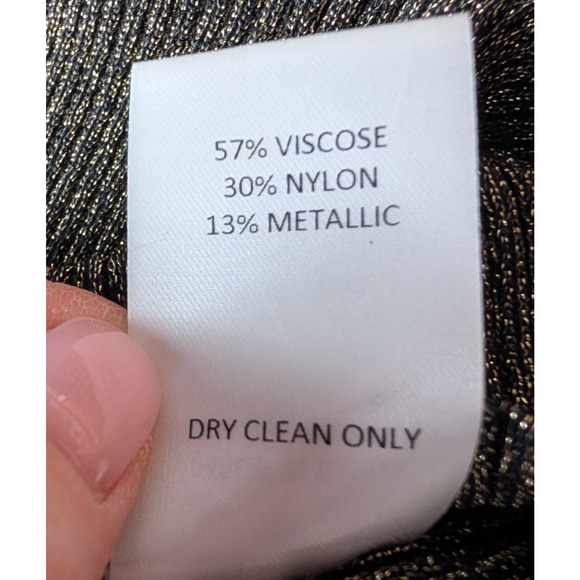 57% VISCOSE
30% NYLON
13% METALLIC
DRY CLEAN ONLY